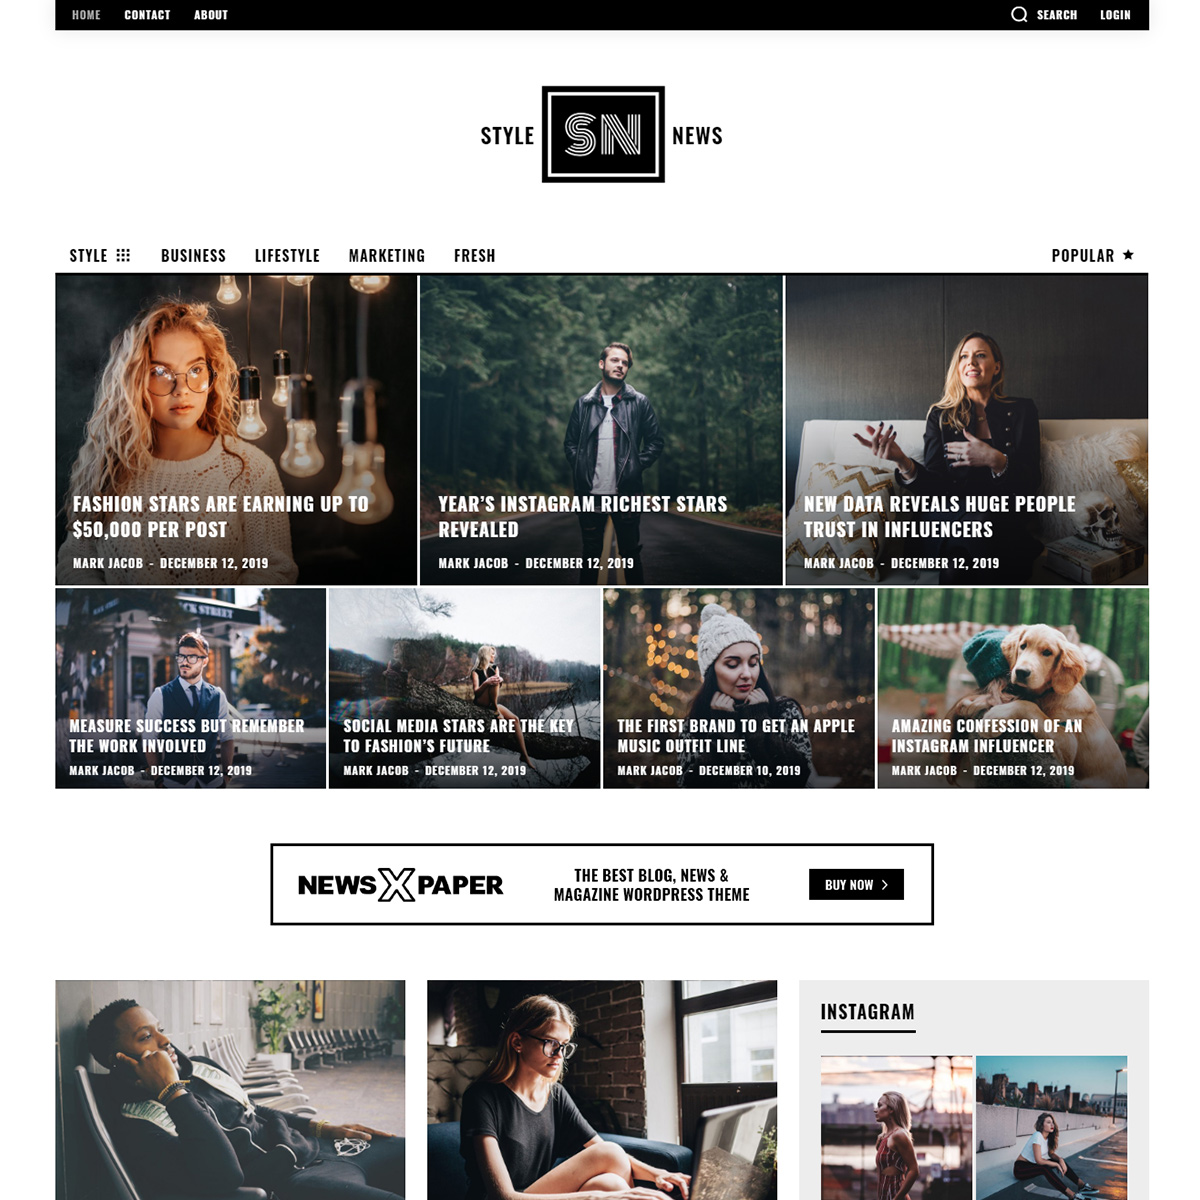 HOME CONTACT ABOUT SEARCH LOGIN
STYLE SN NEWS
STYLE BUSINESS LIFESTYLE MARKETING FRESH POPULAR
FASHION STARS ARE EARNING UP TO
$50,000 PER POST
MARK JACOB - DECEMBER 12, 2019
YEAR’S INSTAGRAM RICHEST STARS
REVEALED
MARK JACOB - DECEMBER 12, 2019
NEW DATA REVEALS HUGE PEOPLE
TRUST IN INFLUENCERS
MARK JACOB - DECEMBER 12, 2019
CK STREET
MEASURE SUCCESS BUT REMEMBER
THE WORK INVOLVED
MARK JACOB - DECEMBER 12, 2019
SOCIAL MEDIA STARS ARE THE KEY
TO FASHION’S FUTURE
MARK JACOB - DECEMBER 12, 2019
THE FIRST BRAND TO GET AN APPLE
MUSIC OUTFIT LINE
MARK JACOB - DECEMBER 10, 2019
AMAZING CONFESSION OF AN
INSTAGRAM INFLUENCER
MARK JACOB - DECEMBER 12, 2019
NEWSXPAPER
THE BEST BLOG, NEWS &
MAGAZINE WORDPRESS THEME
BUY NOW
INSTAGRAM